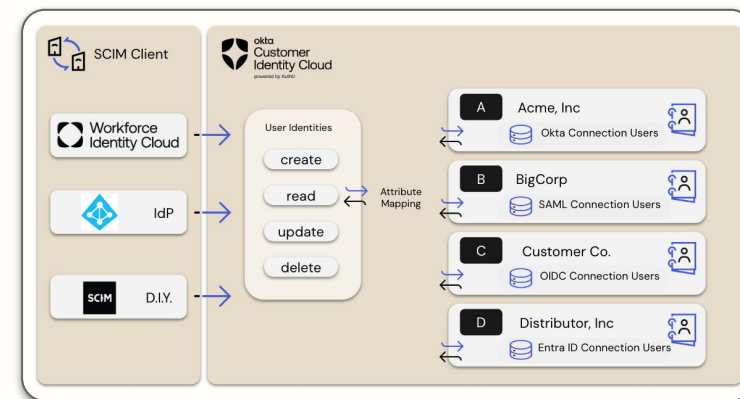 SCIM Client
Workforce
Identity Cloud
IdP
SCIM
D.I.Y.
okta
Customer
Identity Cloud
powered by Auth0
User Identities
create
read
update
delete
Attribute
Mapping
A
Acme, Inc
Okta Connection Users
B
BigCorp
SAML Connection Users
C
Customer Co.
OIDC Connection Users
D
Distributor, Inc
Entra ID Connection Users